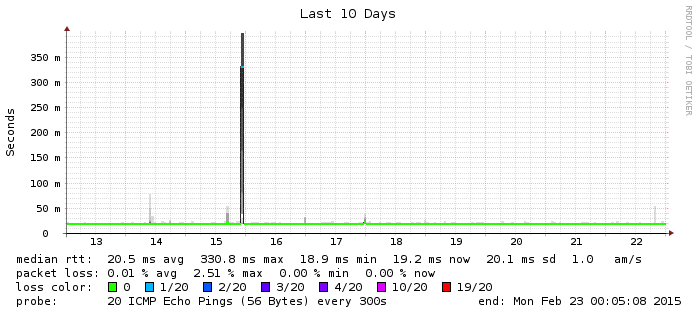 Last 10 Days
RRDTOOL / TOBI OETIKER
Seconds
350 m
300 m
250 m
200 m
150 m
100 m
50 m
0
13 14 15 16 17 18 19 20 21 22
median rtt: 20.5 ms avg 330.8 ms max 18.9 ms min 19.2 ms now 20.1 ms sd 1.0 am/s
packet loss: 0.01 % avg 2.51 % max 0.00 % min 0.00 % now
loss color: 0 1/20 2/20 3/20 4/20 10/20 19/20
probe: 20 ICMP Echo Pings (56 Bytes) every 300s end: Mon Feb 23 00:05:08 2015